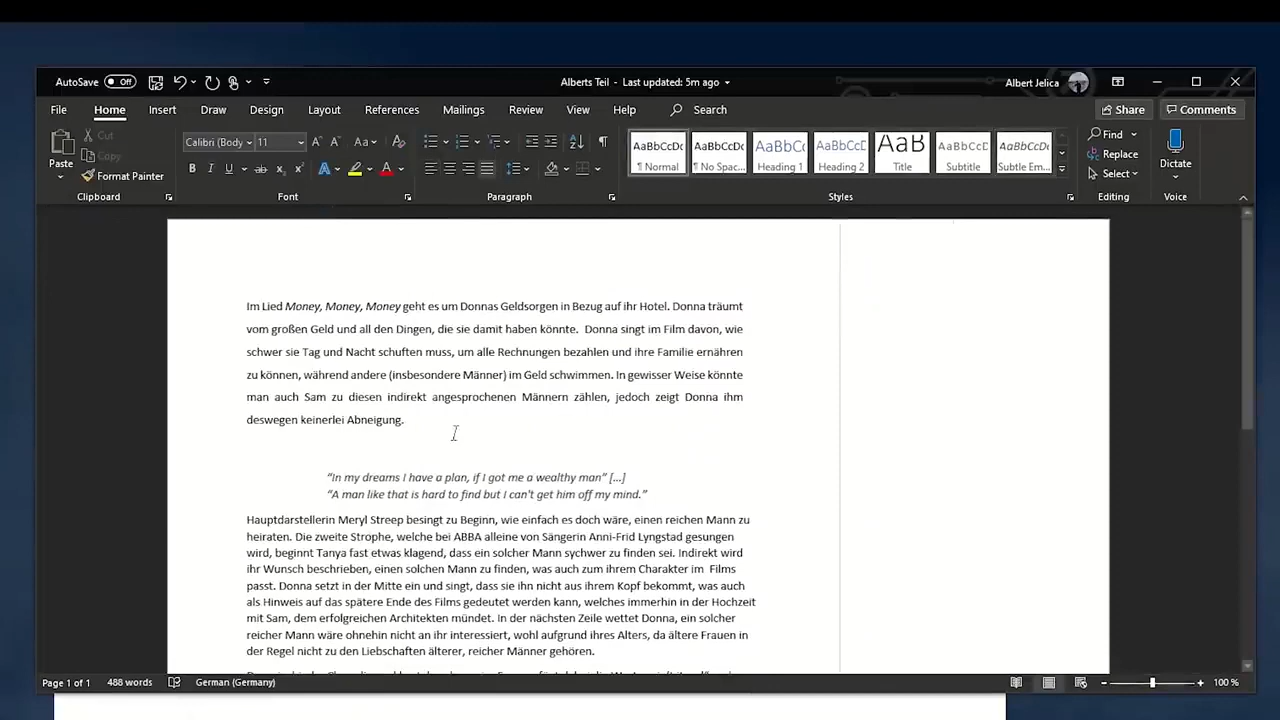 AutoSave Off Alberts Teil - Last updated: 5m ago Albert Jelica
File Home Insert Draw Design Layout References Mailings Review View Help Search Share Comments
Paste Cut Copy Format Painter
Calibri (Body 11
AaBbCcDc AaBbCcDc AaBbCc AaBbCcD AaB AaBbCcD AaBbCcDc
¶ Normal ¶ No Spac... Heading 1 Heading 2 Title Subtitle Subtle Em...
Find Replace Select Dictate
Clipboard Font Paragraph Styles Editing Voice
Im Lied Money, Money, Money geht es um Donnas Geldsorgen in Bezug auf ihr Hotel. Donna träumt
vom großen Geld und all den Dingen, die sie damit haben könnte. Donna singt im Film davon, wie
schwer sie Tag und Nacht schuften muss, um alle Rechnungen bezahlen und ihre Familie ernähren
zu können, während andere (insbesondere Männer) im Geld schwimmen. In gewisser Weise könnte
man auch Sam zu diesen indirekt angesprochenen Männern zählen, jedoch zeigt Donna ihm
deswegen keinerlei Abneigung.
“In my dreams I have a plan, if I got me a wealthy man” […]
“A man like that is hard to find but I can't get him off my mind.”
Hauptdarstellerin Meryl Streep besingt zu Beginn, wie einfach es doch wäre, einen reichen Mann zu
heiraten. Die zweite Strophe, welche bei ABBA alleine von Sängerin Anni-Frid Lyngstad gesungen
wird, beginnt Tanya fast etwas klagend, dass ein solcher Mann sychwer zu finden sei. Indirekt wird
ihr Wunsch beschrieben, einen solchen Mann zu finden, was auch zum ihrem Charakter im Films
passt. Donna setzt in der Mitte ein und singt, dass sie ihn nicht aus ihrem Kopf bekommt, was auch
als Hinweis auf das spätere Ende des Films gedeutet werden kann, welches immerhin in der Hochzeit
mit Sam, dem erfolgreichen Architekten mündet. In der nächsten Zeile wettet Donna, ein solcher
reicher Mann wäre ohnehin nicht an ihr interessiert, wohl aufgrund ihres Alters, da ältere Frauen in
der Regel nicht zu den Liebschaften älterer, reicher Männer gehören.
Page 1 of 1 488 words German (Germany) 100 %